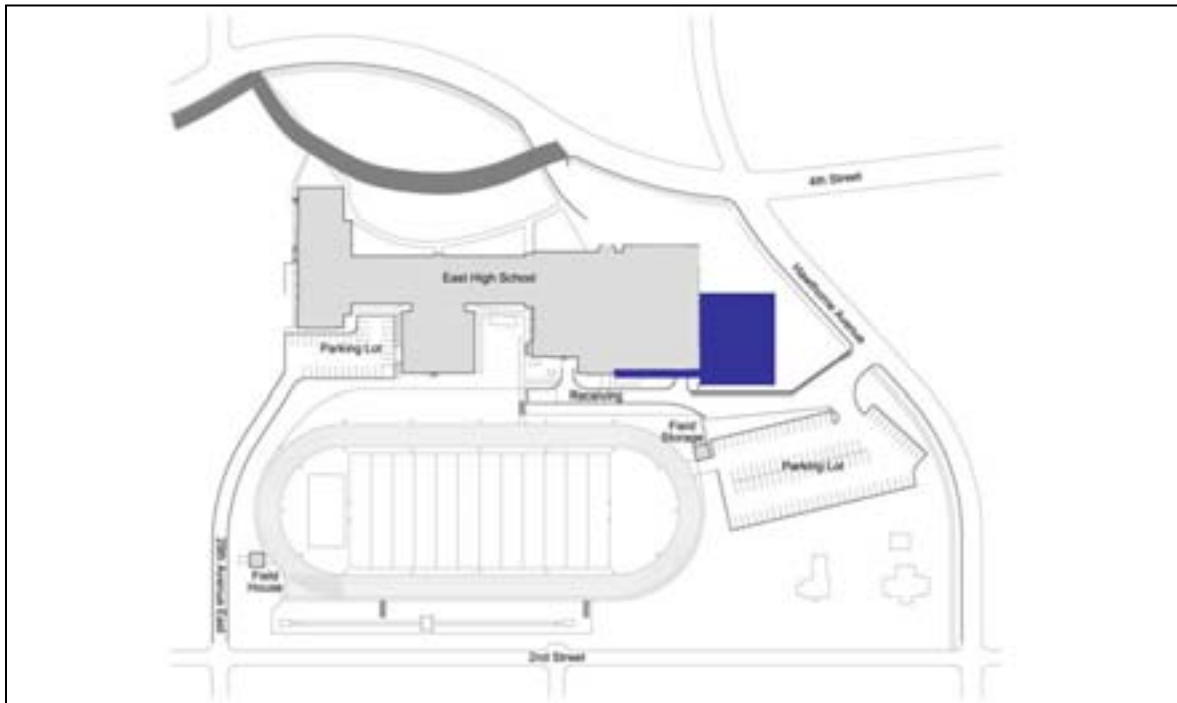 4th Street
East High School
Hawthorne Avenue
Parking Lot
Receiving
Field
Storage
Parking Lot
Avenue East
Field
House
2nd Street